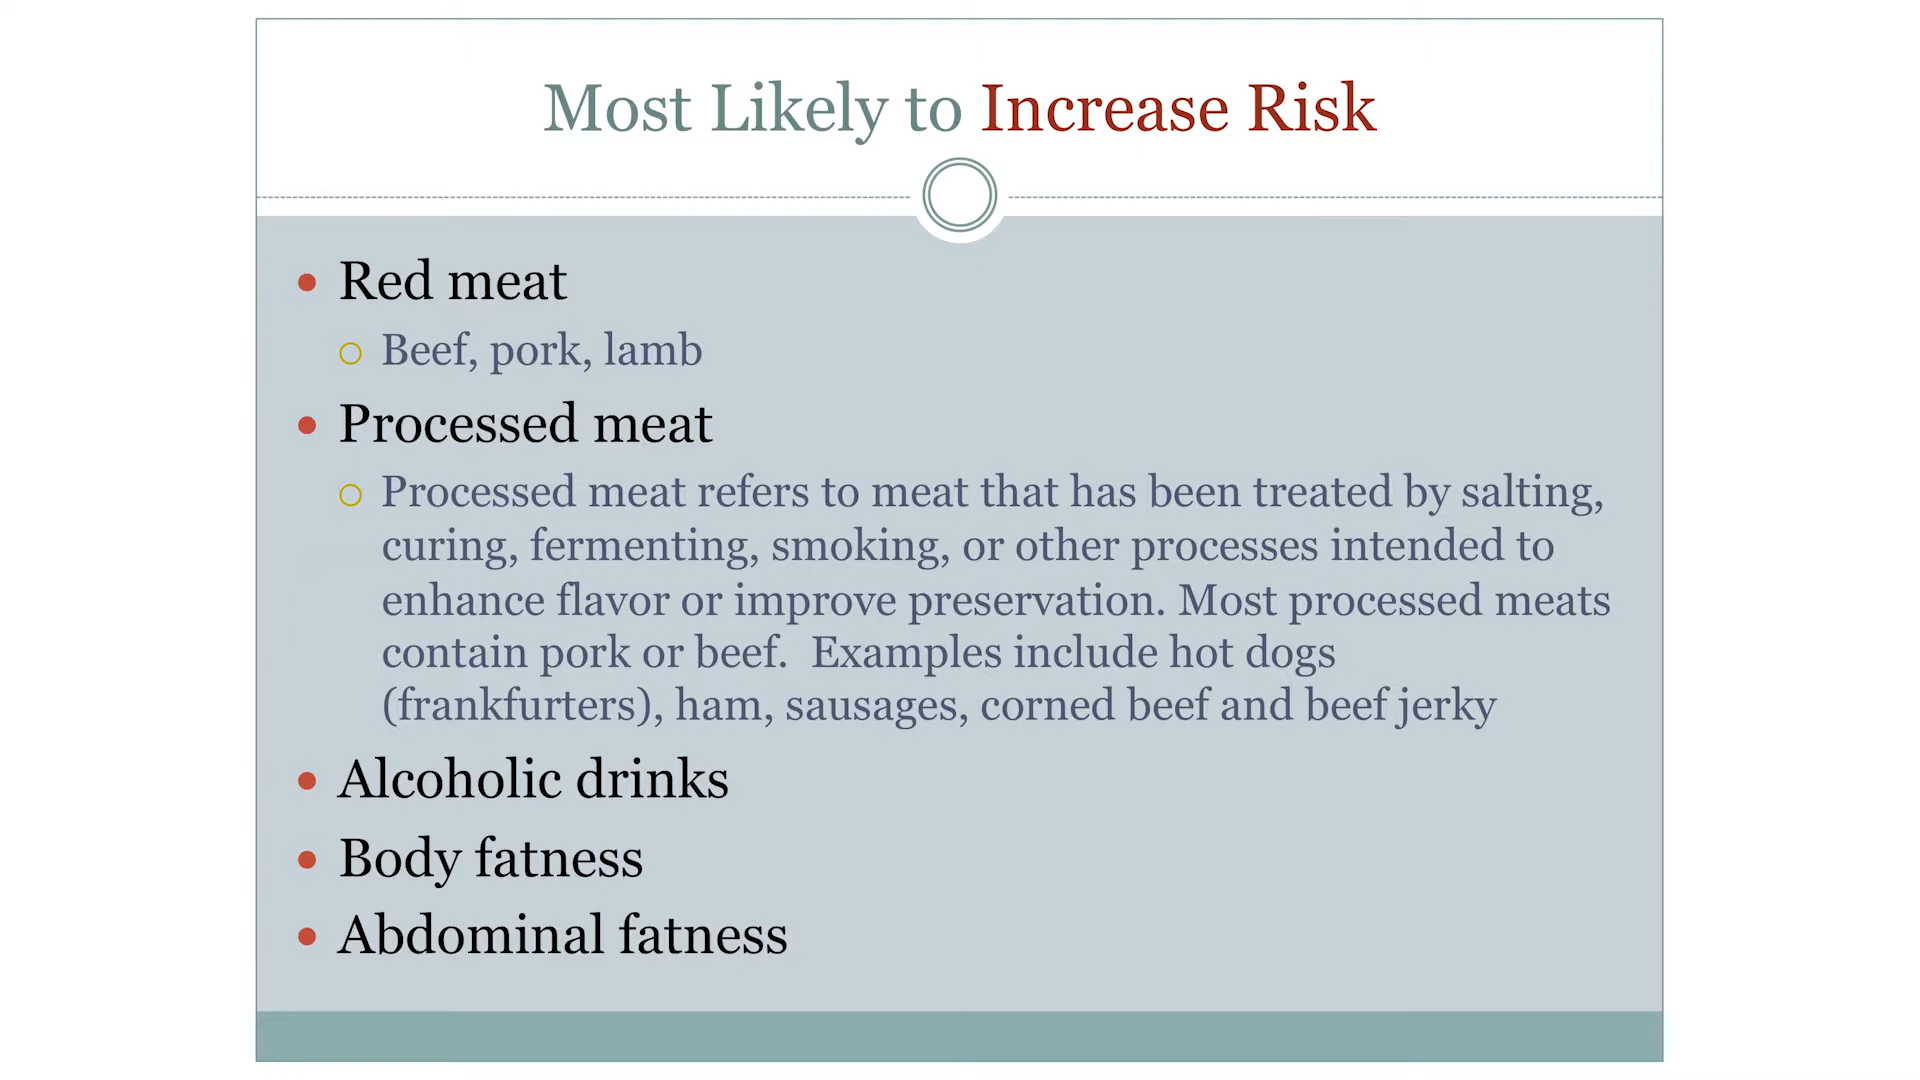 Most Likely to Increase Risk
Red meat
Beef, pork, lamb
Processed meat
Processed meat refers to meat that has been treated by salting,
curing, fermenting, smoking, or other processes intended to
enhance flavor or improve preservation. Most processed meats
contain pork or beef.  Examples include hot dogs
(frankfurters), ham, sausages, corned beef and beef jerky
Alcoholic drinks
Body fatness
Abdominal fatness